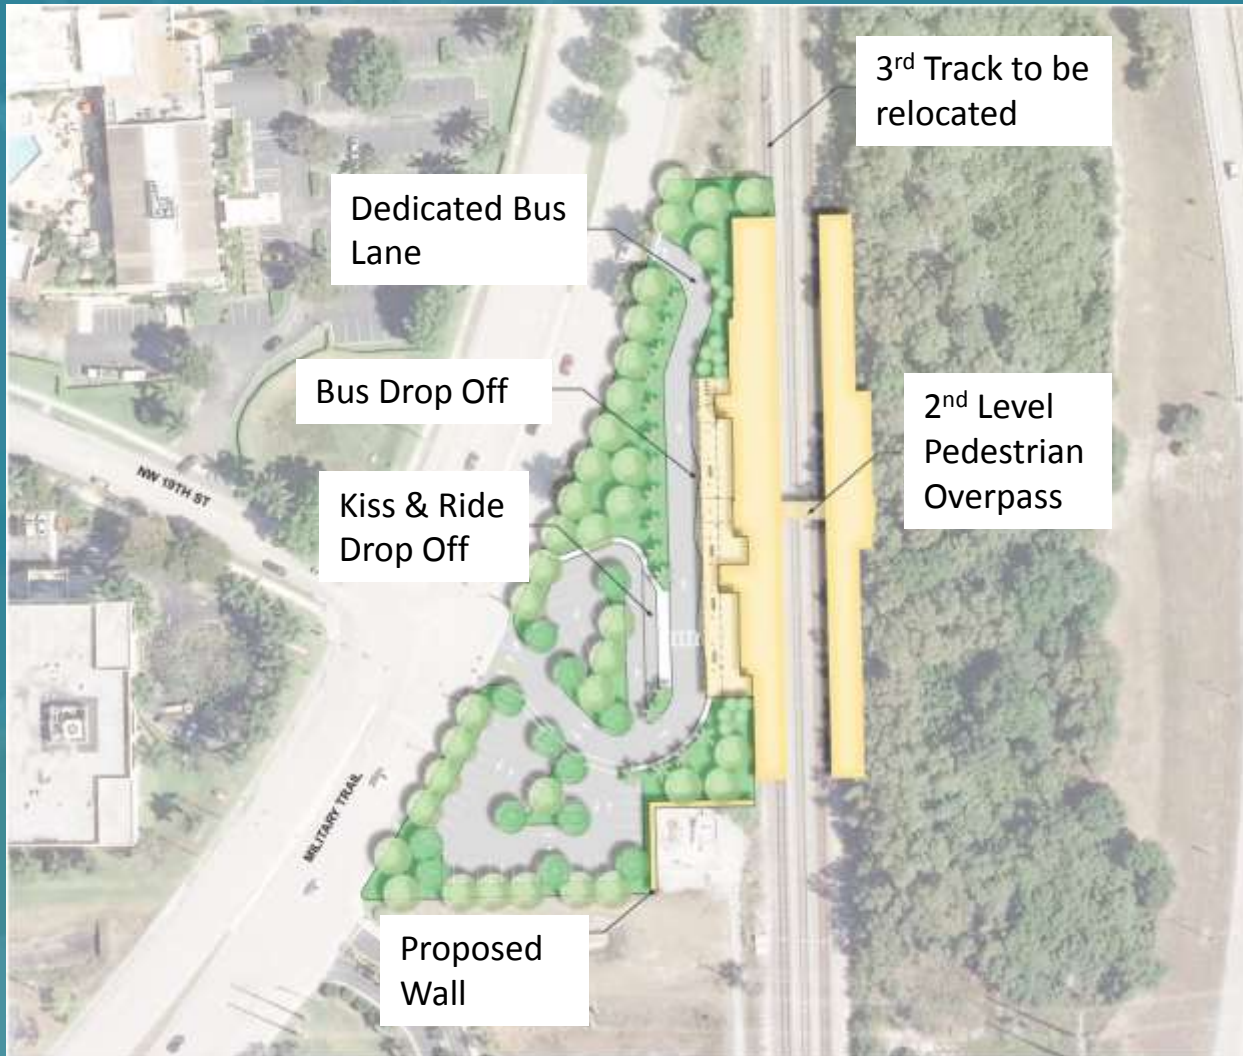 3rd Track to be
relocated
Dedicated Bus
Lane
Bus Drop Off
2nd Level
Pedestrian
Overpass
Kiss & Ride
Drop Off
NW 19TH ST
MILITARY TRAIL
Proposed
Wall